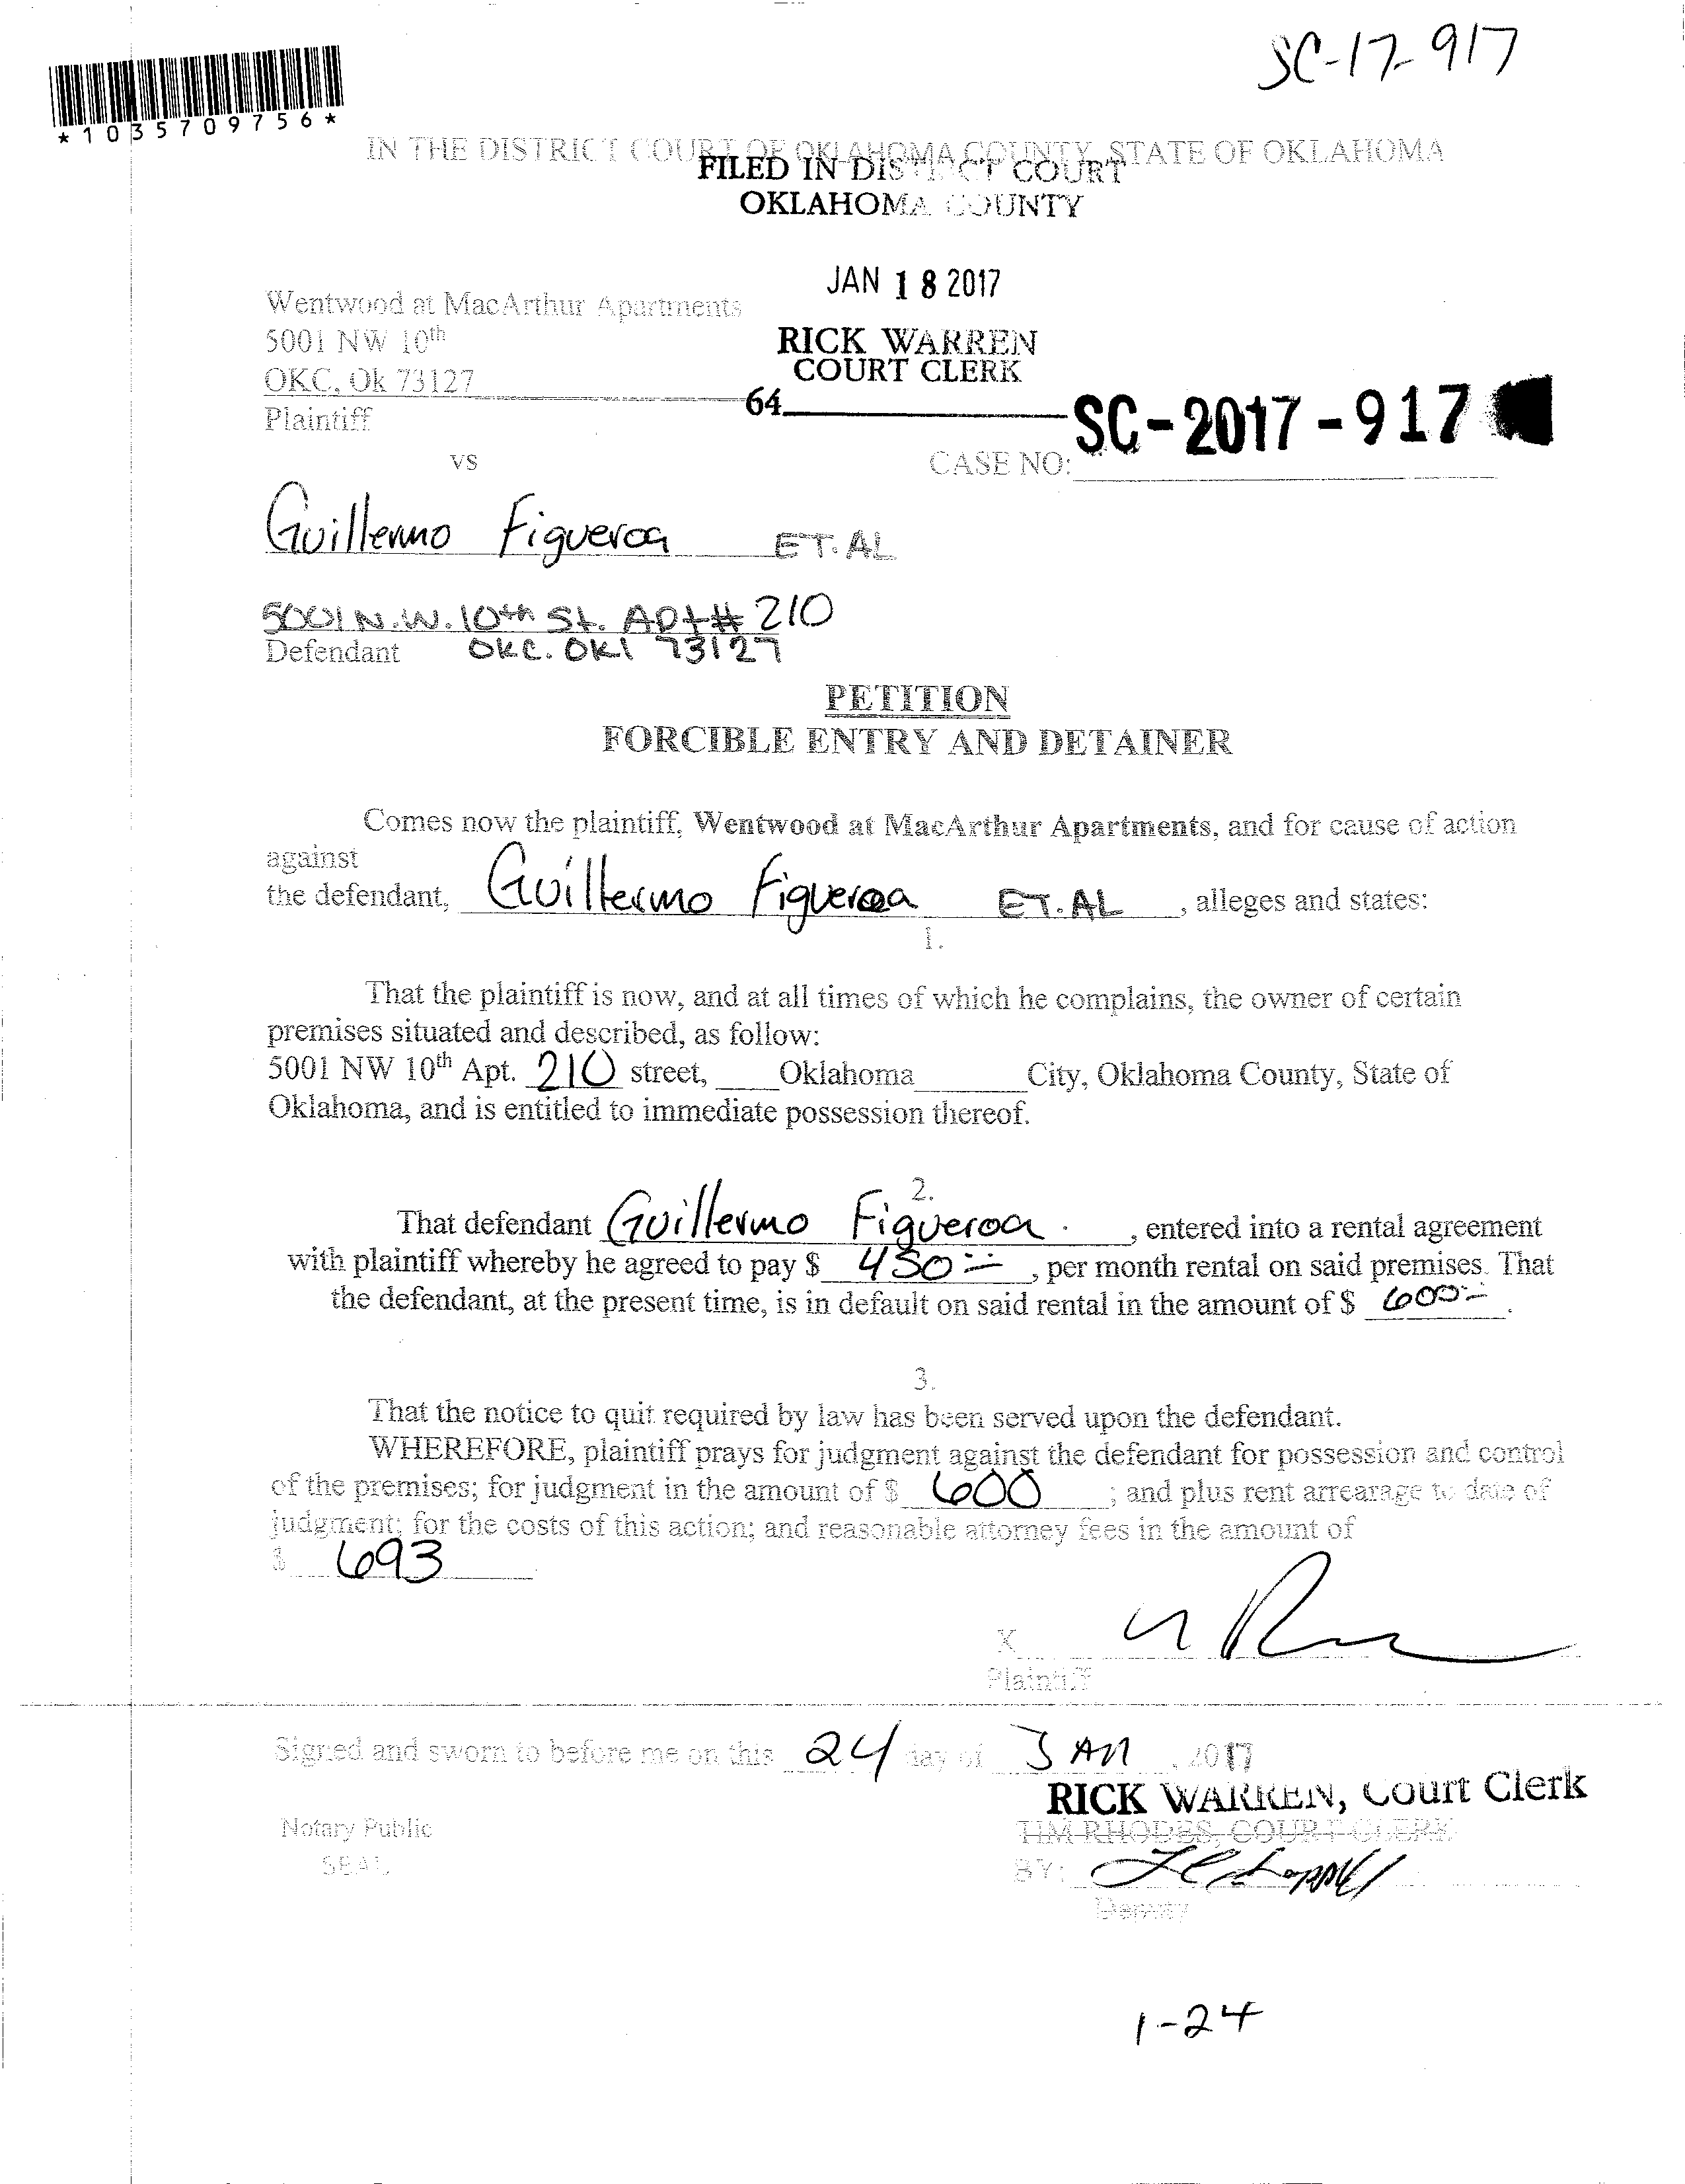 SC-17-917
*1035709756*
IN THE DISTRICT COURT OF OKLAHOMA COUNTY, STATE OF OKLAHOMA
FILED IN DISTRICT COURT
OKLAHOMA COUNTY
JAN 18 2017
Wentwood at MacArthur Apartments
5001 NW 10th
RICK WARREN
COURT CLERK
OKC, Ok 73127
64
Plaintiff
SC-2017-917
vs
CASE NO:
Guillermo Figueroa ET.AL
5001 N.W. 10th St. Apt# 210
Defendant OKC. OKl 73127
PETITION
FORCIBLE ENTRY AND DETAINER
Comes now the plaintiff, Wentwood at MacArthur Apartments, and for cause of action
against
the defendant, Guillermo Figueroa ET.AL, alleges and states:
1.
That the plaintiff is now, and at all times of which he complains, the owner of certain
premises situated and described, as follow:
5001 NW 10th Apt. 210 street, Oklahoma City, Oklahoma County, State of
Oklahoma, and is entitled to immediate possession thereof.
2.
That defendant Guillermo Figueroa, entered into a rental agreement
with plaintiff whereby he agreed to pay $ 450, per month rental on said premises. That
the defendant, at the present time, is in default on said rental in the amount of $ 600.
3.
That the notice to quit required by law has been served upon the defendant.
WHEREFORE, plaintiff prays for judgment against the defendant for possession and control
of the premises; for judgment in the amount of $ 600; and plus rent arrearage to date of
judgment; for the costs of this action; and reasonable attorney fees in the amount of
$ 693
X
Plaintiff
Signed and sworn to before me on this 24 day of JAN, 2017
RICK WARREN, Court Clerk
Notary Public
TIM RHODES, COURT CLERK
SEAL
BY:
Deputy
1-24